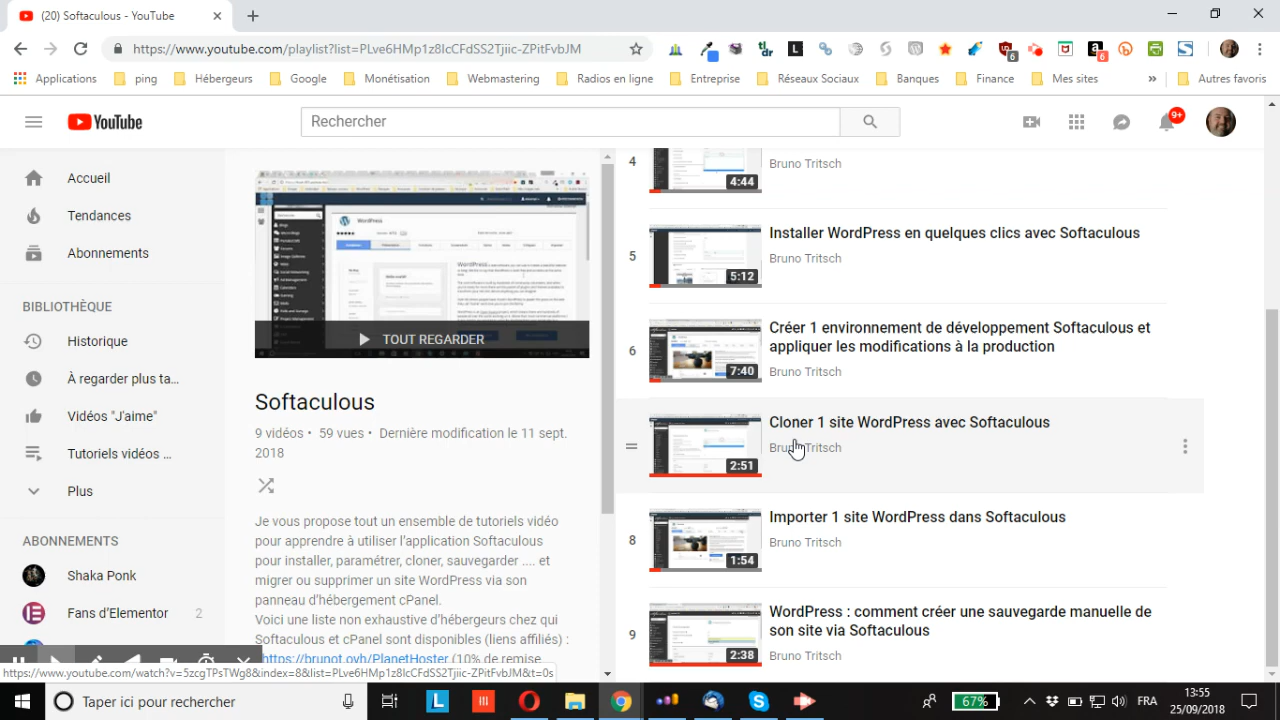 (20) Softaculous - YouTube
https://www.youtube.com/playlist?list=PLve6HMp1z8IcCFdSS2Tjiic-ZPitFvbJM
6
6
Applications
ping
Hébergeurs
Google
Monétisation
Webmastering
Radios en ligne
Entreprise
Réseaux Sociaux
Banques
Finance
Mes sites
»
Autres favoris
YouTube
Rechercher
9+
Accueil
Tendances
Abonnements
BIBLIOTHÈQUE
Historique
À regarder plus ta...
Vidéos "J'aime"
Tutoriels vidéos ...
Plus
ABONNEMENTS
Shaka Ponk
Fans d'Elementor 2
WordPress
WordPress
TOUT REGARDER
Softaculous
9 vidéos • 59 vues • Dernière modification le 11 sept.
2018
Je vous propose tout un ensemble de tutoriels vidéo
pour apprendre à utiliser l'application Softaculous
pour installer, paramétrer, cloner, sauvegarder .... et
migrer ou supprimer un site WordPress via son
panneau d'hébergement cPanel.
Voici une liste non exhaustive d'hébergeurs chez qui
Softaculous et cPanel sont disponibles (liens affiliés) :
https://brunot.ovh/PlanetHoster (10% de remise
4
4:44
Bruno Tritsch
5
5:12
Installer WordPress en quelques clics avec Softaculous
Bruno Tritsch
6
7:40
Créer 1 environnement de développement Softaculous et
appliquer les modifications à la production
Bruno Tritsch
2:51
Cloner 1 site WordPress avec Softaculous
Bruno Tritsch
8
1:54
Importer 1 site WordPress dans Softaculous
Bruno Tritsch
9
2:38
WordPress : comment créer une sauvegarde manuelle de
son site via Softaculous
Bruno Tritsch
https://www.youtube.com/watch?v=5zcgTPsTWg8&index=8&list=PLve6HMp1z8IcCFdSS2Tjiic-ZPitFvbJM&t=0s
Taper ici pour rechercher
67%
FRA
13:55
25/09/2018